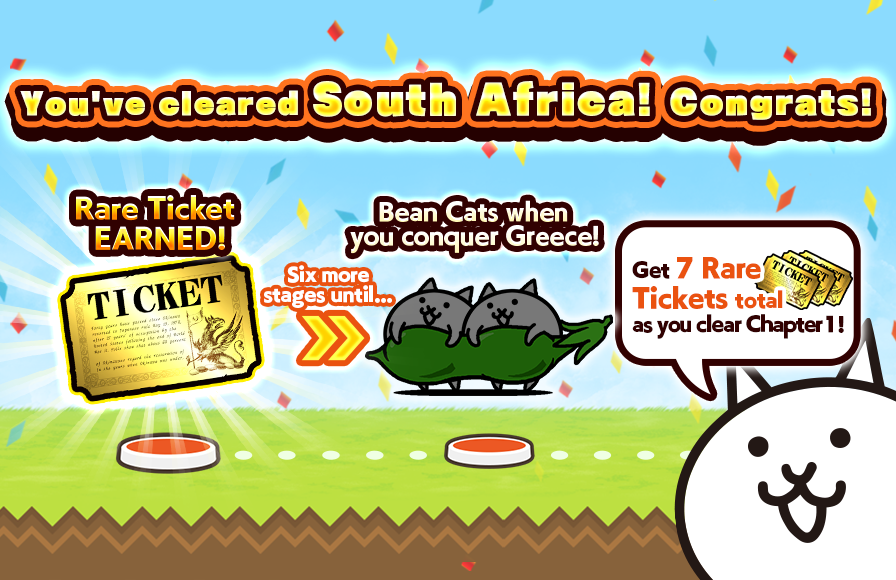 You've cleared South Africa! Congrats!
Rare Ticket
EARNED!
TICKET
Six more
stages until...
Bean Cats when
you conquer Greece!
Get 7 Rare
Tickets total
as you clear Chapter 1!
TICKET